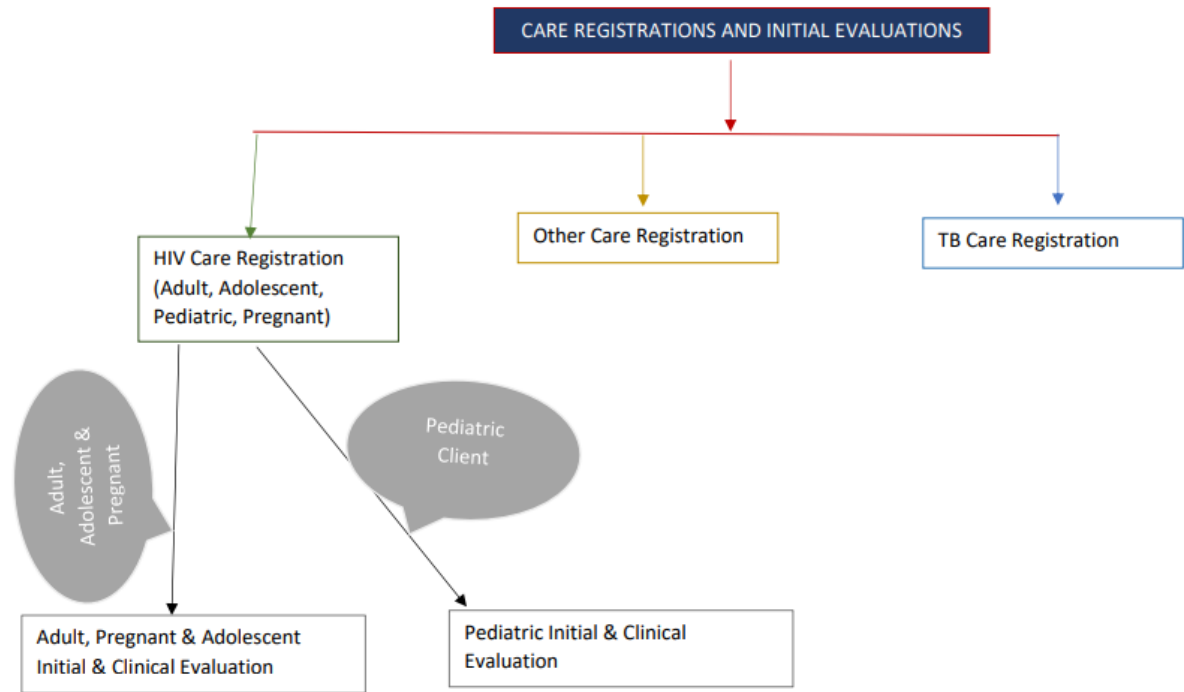 CARE REGISTRATIONS AND INITIAL EVALUATIONS
HIV Care Registration
(Adult, Adolescent,
Pediatric, Pregnant)
Other Care Registration
TB Care Registration
Adult,
Adolescent &
Pregnant
Pediatric
Client
Adult, Pregnant & Adolescent
Initial & Clinical Evaluation
Pediatric Initial & Clinical
Evaluation